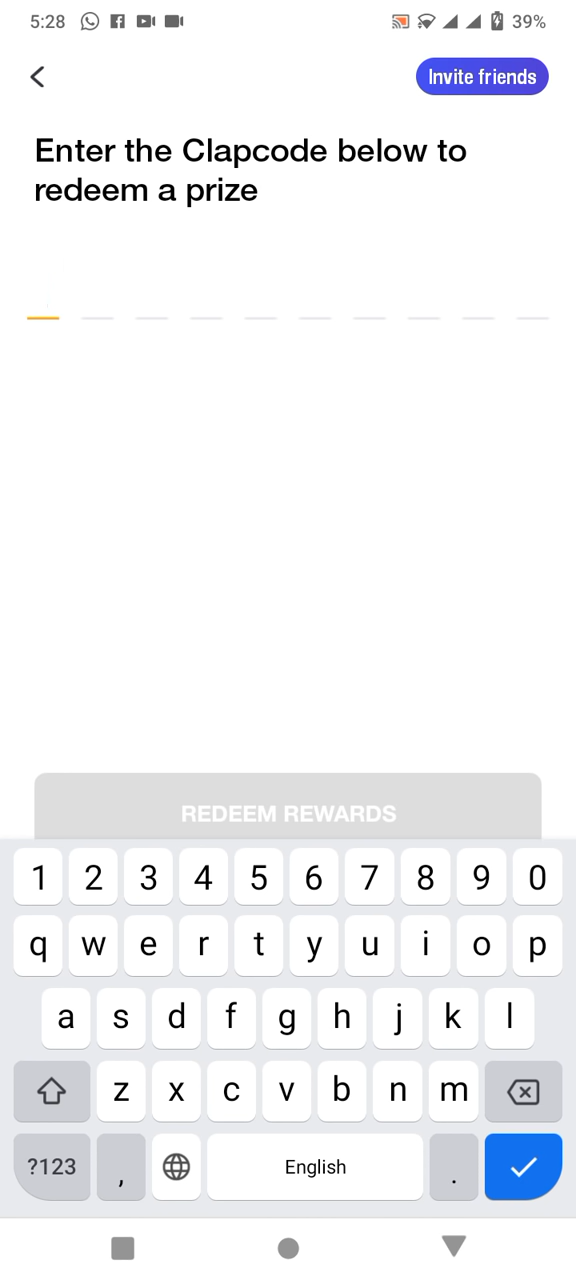 5:28
39%
Invite friends
Enter the Clapcode below to
redeem a prize
REDEEM REWARDS
1 2 3 4 5 6 7 8 9 0
q w e r t y u i o p
a s d f g h j k l
z x c v b n m
?123 , English .